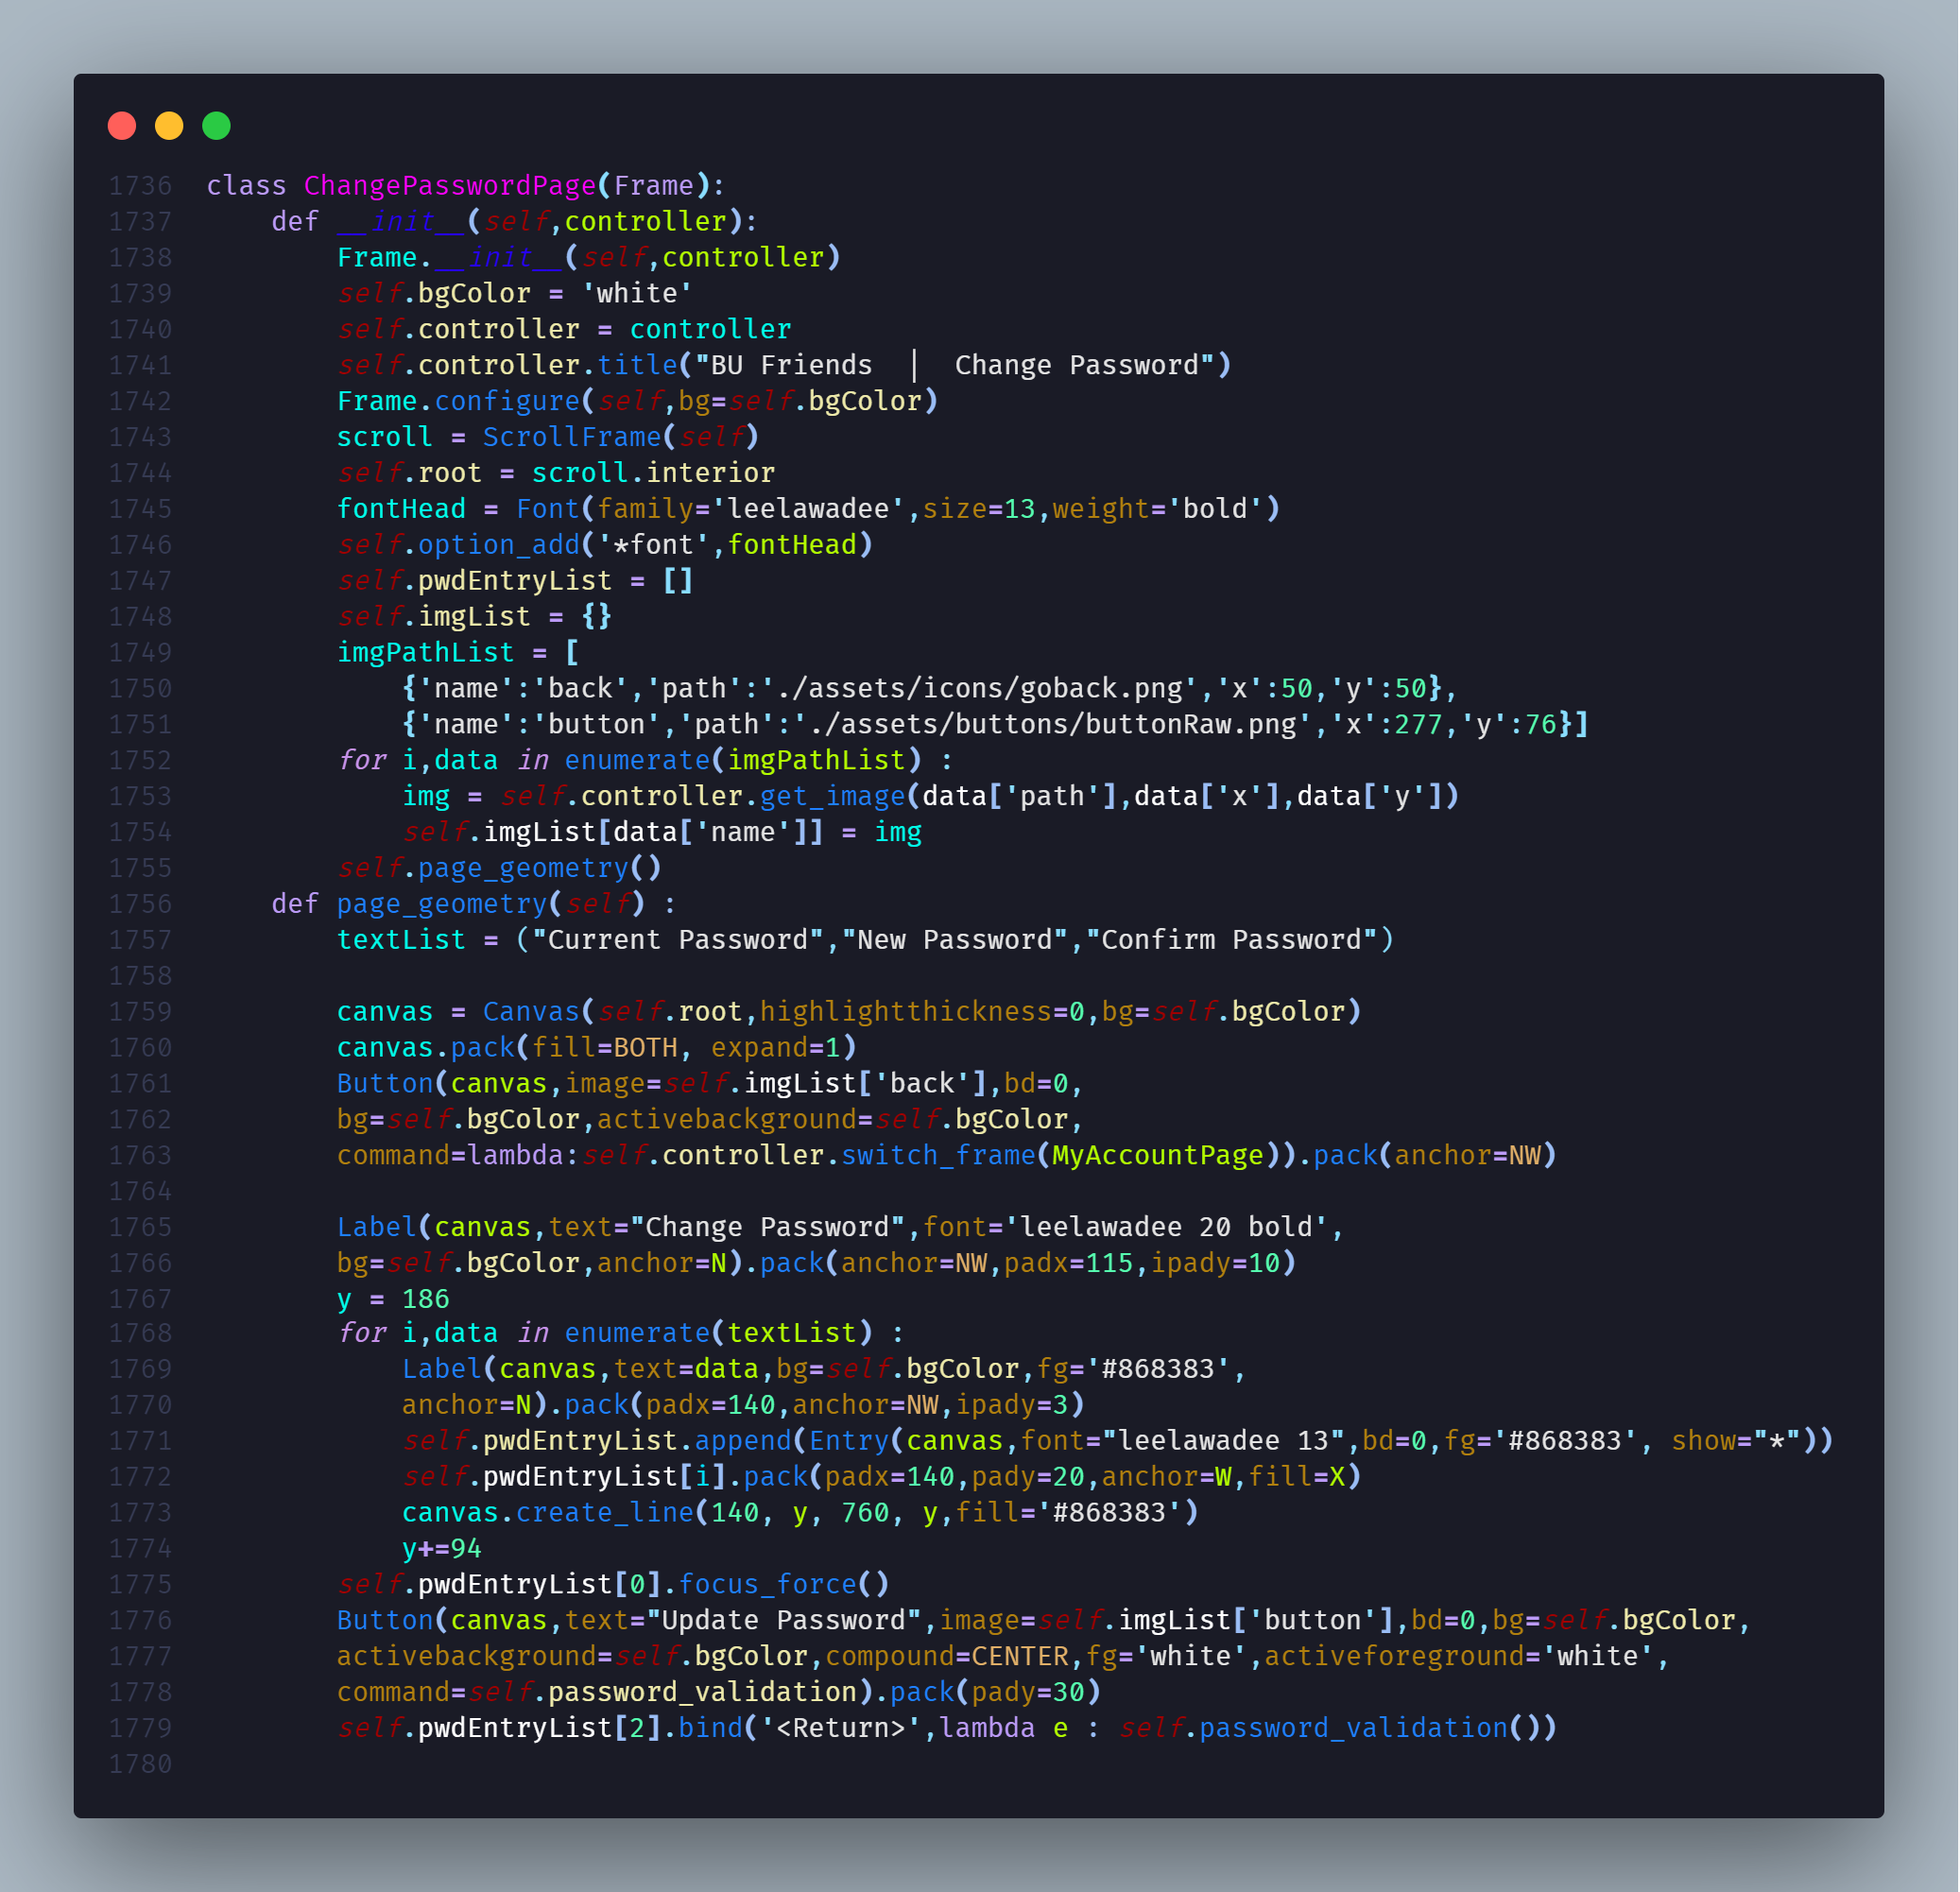 1736 class ChangePasswordPage(Frame):
1737     def __init__(self,controller):
1738         Frame.__init__(self,controller)
1739         self.bgColor = 'white'
1740         self.controller = controller
1741         self.controller.title("BU Friends  |  Change Password")
1742         Frame.configure(self,bg=self.bgColor)
1743         scroll = ScrollFrame(self)
1744         self.root = scroll.interior
1745         fontHead = Font(family='leelawadee',size=13,weight='bold')
1746         self.option_add('*font',fontHead)
1747         self.pwdEntryList = []
1748         self.imgList = {}
1749         imgPathList = [
1750             {'name':'back','path':'./assets/icons/goback.png','x':50,'y':50},
1751             {'name':'button','path':'./assets/buttons/buttonRaw.png','x':277,'y':76}]
1752         for i,data in enumerate(imgPathList) :
1753             img = self.controller.get_image(data['path'],data['x'],data['y'])
1754             self.imgList[data['name']] = img
1755         self.page_geometry()
1756     def page_geometry(self) :
1757         textList = ("Current Password","New Password","Confirm Password")
1758
1759         canvas = Canvas(self.root,highlightthickness=0,bg=self.bgColor)
1760         canvas.pack(fill=BOTH, expand=1)
1761         Button(canvas,image=self.imgList['back'],bd=0,
1762         bg=self.bgColor,activebackground=self.bgColor,
1763         command=lambda:self.controller.switch_frame(MyAccountPage)).pack(anchor=NW)
1764
1765         Label(canvas,text="Change Password",font='leelawadee 20 bold',
1766         bg=self.bgColor,anchor=N).pack(anchor=NW,padx=115,ipady=10)
1767         y = 186
1768         for i,data in enumerate(textList) :
1769             Label(canvas,text=data,bg=self.bgColor,fg='#868383',
1770             anchor=N).pack(padx=140,anchor=NW,ipady=3)
1771             self.pwdEntryList.append(Entry(canvas,font="leelawadee 13",bd=0,fg='#868383', show="*"))
1772             self.pwdEntryList[i].pack(padx=140,pady=20,anchor=W,fill=X)
1773             canvas.create_line(140, y, 760, y,fill='#868383')
1774             y+=94
1775         self.pwdEntryList[0].focus_force()
1776         Button(canvas,text="Update Password",image=self.imgList['button'],bd=0,bg=self.bgColor,
1777         activebackground=self.bgColor,compound=CENTER,fg='white',activeforeground='white',
1778         command=self.password_validation).pack(pady=30)
1779         self.pwdEntryList[2].bind('<Return>',lambda e : self.password_validation())
1780